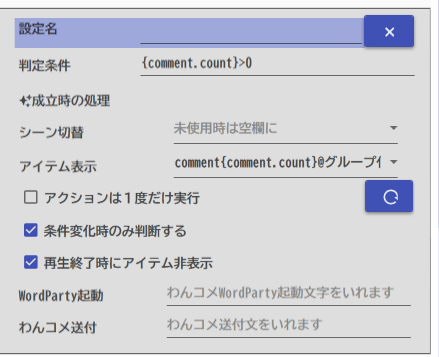 設定名
×
判定条件 {comment.count}>0
成立時の処理
シーン切替 未使用時は空欄に
アイテム表示 comment{comment.count}@グループイ
アクションは1度だけ実行
条件変化時のみ判断する
再生終了時にアイテム非表示
WordParty起動 わんコメWordParty起動文字をいれます
わんコメ送付 わんコメ送付文をいれます